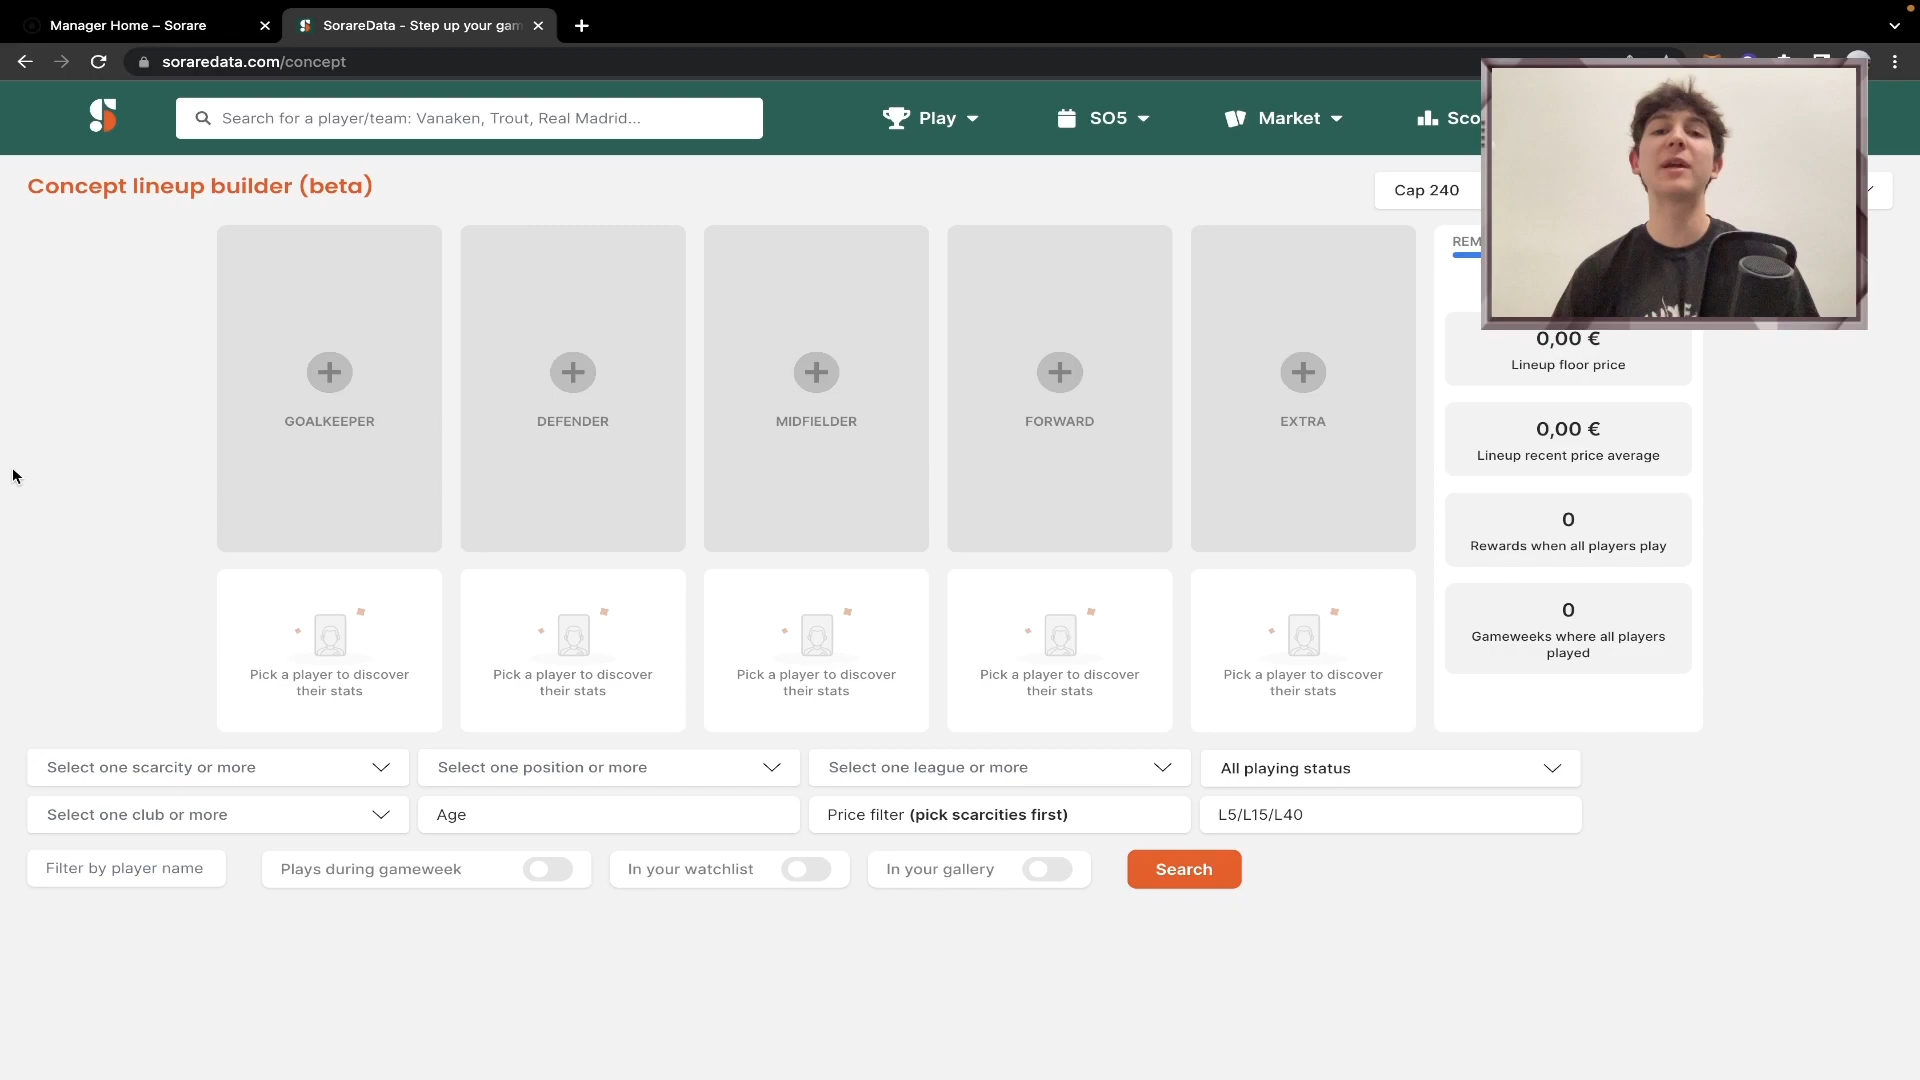 Manager Home – Sorare
SorareData - Step up your gam
soraredata.com/concept
Search for a player/team: Vanaken, Trout, Real Madrid...
Play
SO5
Market
Sco
Concept lineup builder (beta)
Cap 240
REM
GOALKEEPER
DEFENDER
MIDFIELDER
FORWARD
EXTRA
0,00 €
Lineup floor price
0,00 €
Lineup recent price average
0
Rewards when all players play
0
Gameweeks where all players
played
Pick a player to discover
their stats
Pick a player to discover
their stats
Pick a player to discover
their stats
Pick a player to discover
their stats
Pick a player to discover
their stats
Select one scarcity or more
Select one position or more
Select one league or more
All playing status
Select one club or more
Age
Price filter (pick scarcities first)
L5/L15/L40
Filter by player name
Plays during gameweek
In your watchlist
In your gallery
Search